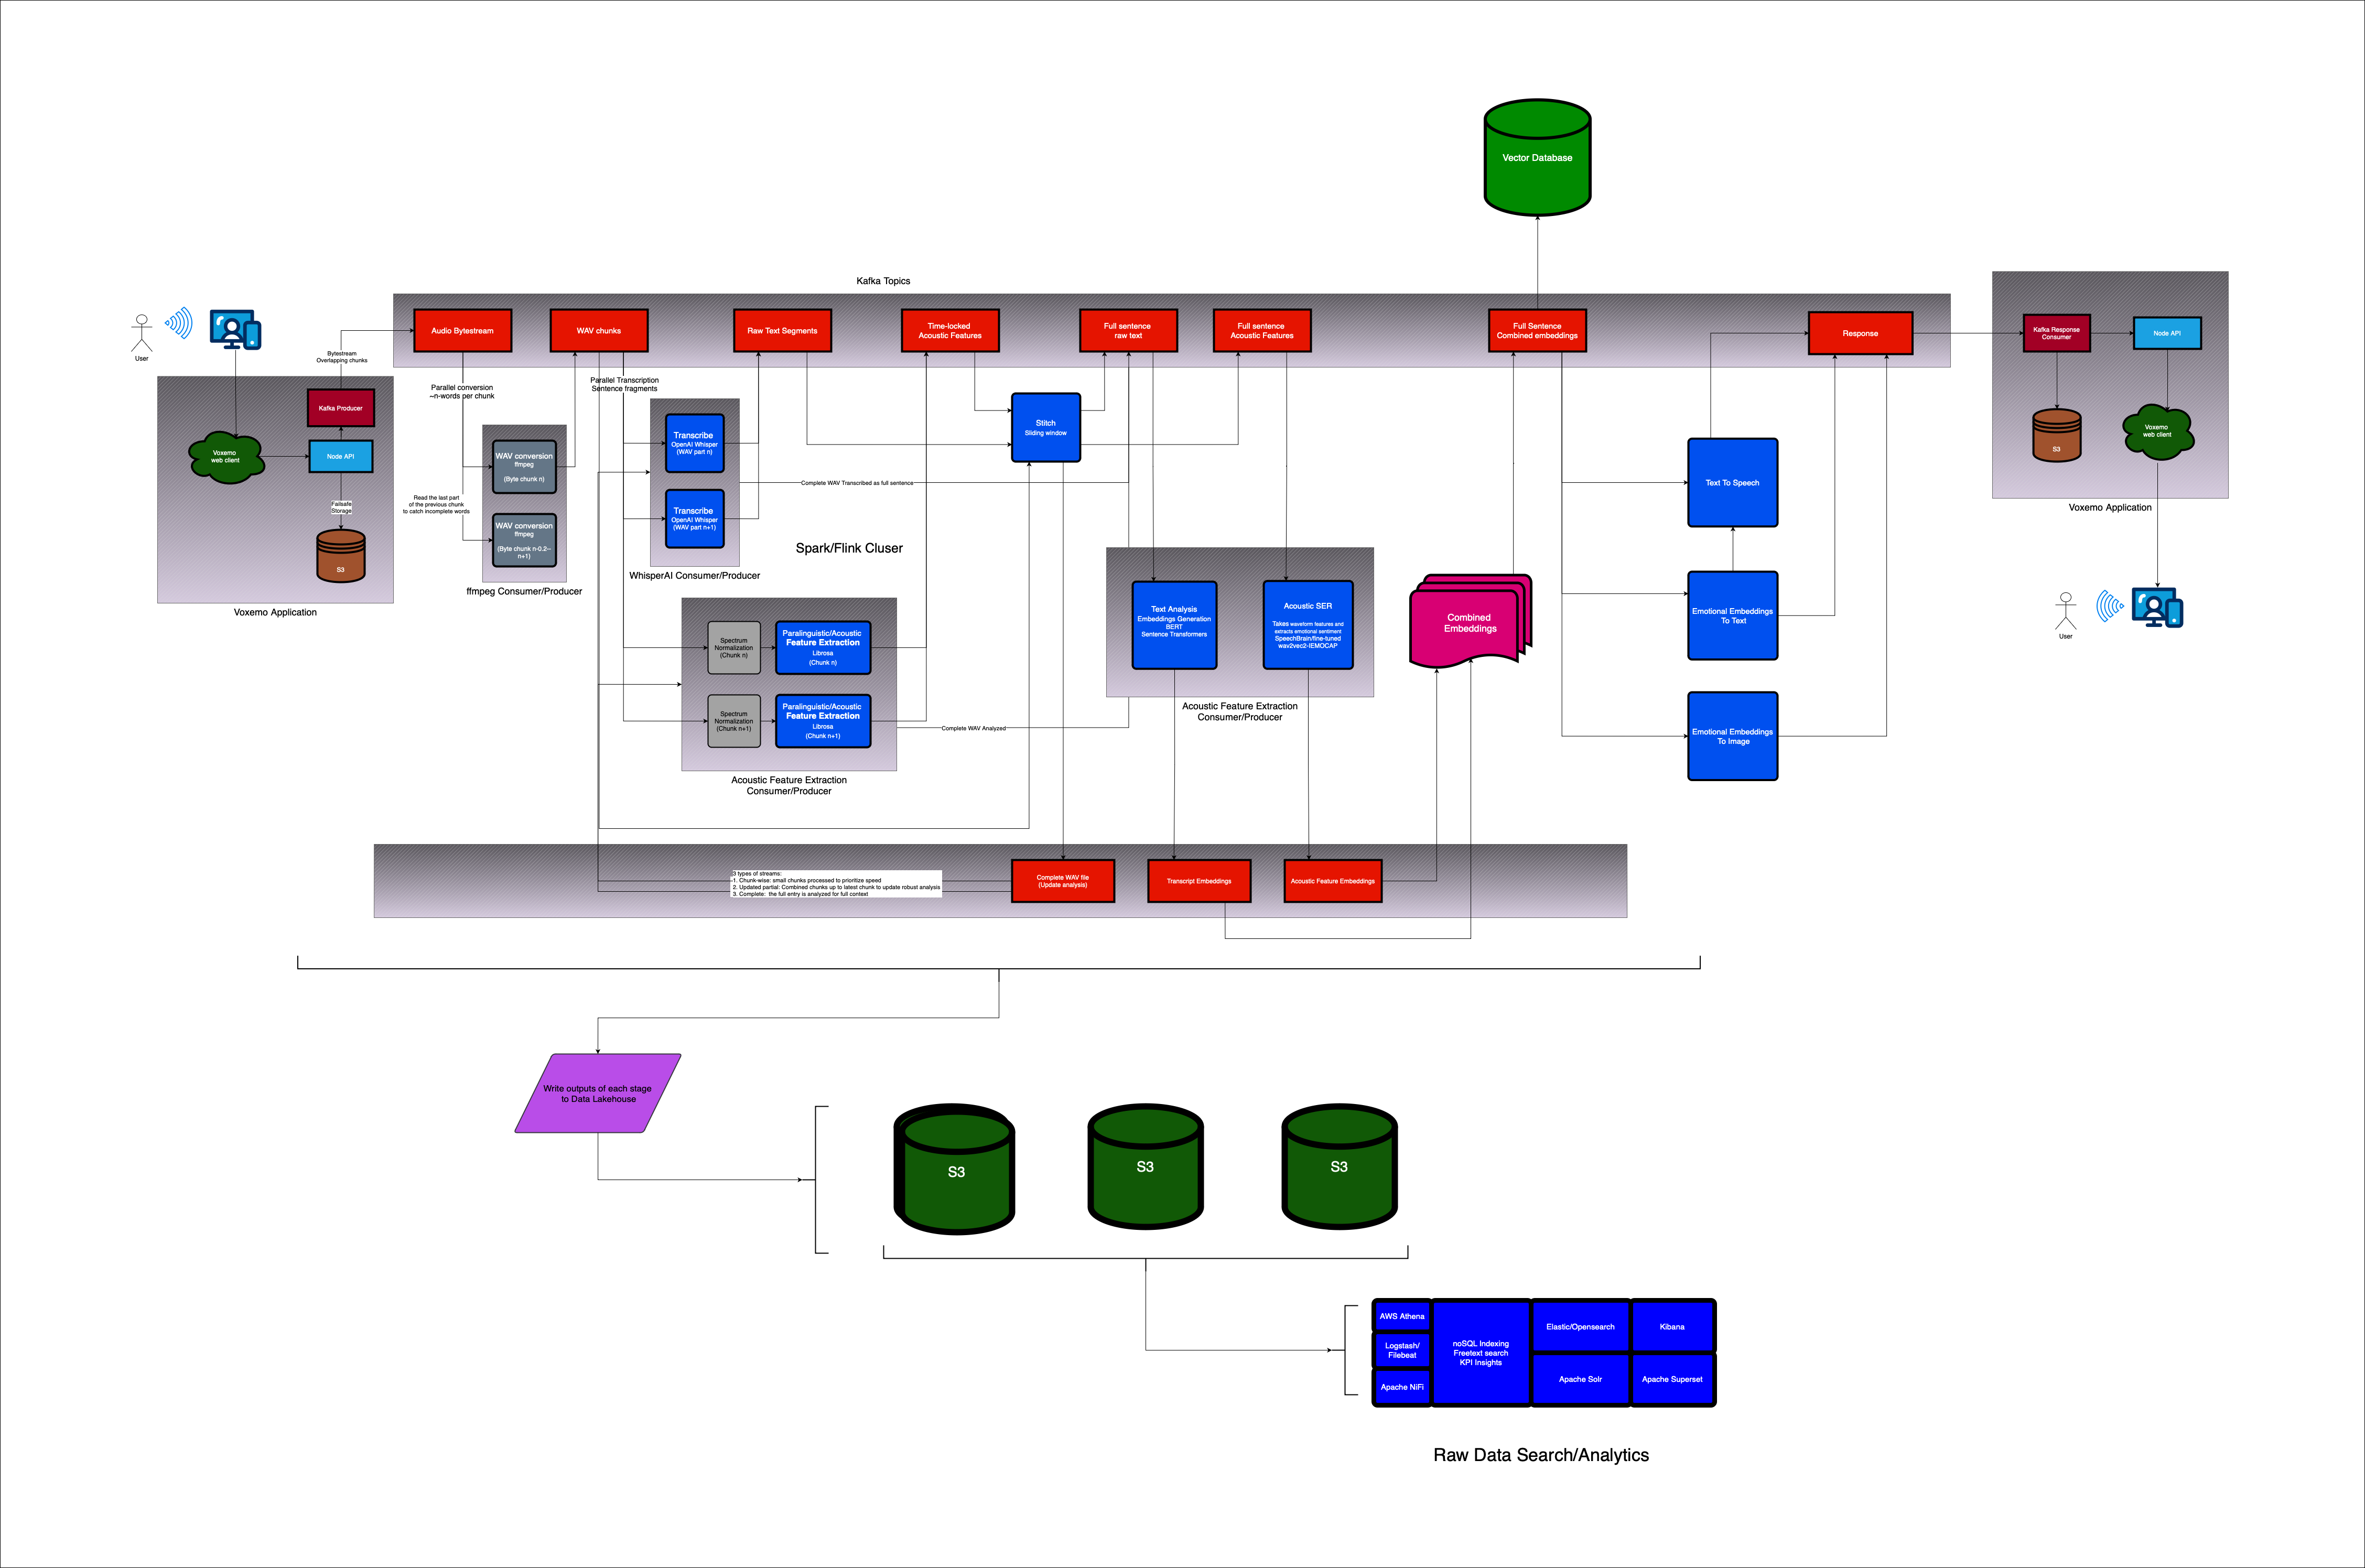 Vector Database
Kafka Topics
User
Audio Bytestream
WAV chunks
Raw Text Segments
Time-locked
Acoustic Features
Full sentence
raw text
Full sentence
Acoustic Features
Full Sentence
Combined embeddings
Response
Kafka Response
Consumer
Node API
Bytestream
Overlapping chunks
Parallel conversion
~n-words per chunk
Parallel Transcription
Sentence fragments
Kafka Producer
Voxemo
web client
Node API
Failsafe
Storage
S3
Voxemo Application
Read the last part
of the previous chunk
to catch incomplete words
WAV conversion
ffmpeg
(Byte chunk n)
WAV conversion
ffmpeg
(Byte chunk n-0.2--
n+1)
ffmpeg Consumer/Producer
Transcribe
OpenAI Whisper
(WAV part n)
Transcribe
OpenAI Whisper
(WAV part n+1)
WhisperAI Consumer/Producer
Stitch
Sliding window
Complete WAV Transcribed as full sentence
Spark/Flink Cluser
Spectrum
Normalization
(Chunk n)
Paralinguistic/Acoustic
Feature Extraction
Librosa
(Chunk n)
Spectrum
Normalization
(Chunk n+1)
Paralinguistic/Acoustic
Feature Extraction
Librosa
(Chunk n+1)
Acoustic Feature Extraction
Consumer/Producer
Complete WAV Analyzed
Text Analysis
Embeddings Generation
BERT
Sentence Transformers
Acoustic SER
Takes waveform features and
extracts emotional sentiment
SpeechBrain/fine-tuned
wav2vec2-IEMOCAP
Acoustic Feature Extraction
Consumer/Producer
Combined
Embeddings
Text To Speech
Emotional Embeddings
To Text
Emotional Embeddings
To Image
S3
Voxemo
web client
Voxemo Application
User
3 types of streams:
1. Chunk-wise: small chunks processed to prioritize speed
2. Updated partial: Combined chunks up to latest chunk to update robust analysis
3. Complete: the full entry is analyzed for full context
Complete WAV file
(Update analysis)
Transcript Embeddings
Acoustic Feature Embeddings
Write outputs of each stage
to Data Lakehouse
S3
S3
S3
AWS Athena
Logstash/
Filebeat
Apache NiFi
noSQL Indexing
Freetext search
KPI Insights
Elastic/Opensearch
Apache Solr
Kibana
Apache Superset
Raw Data Search/Analytics